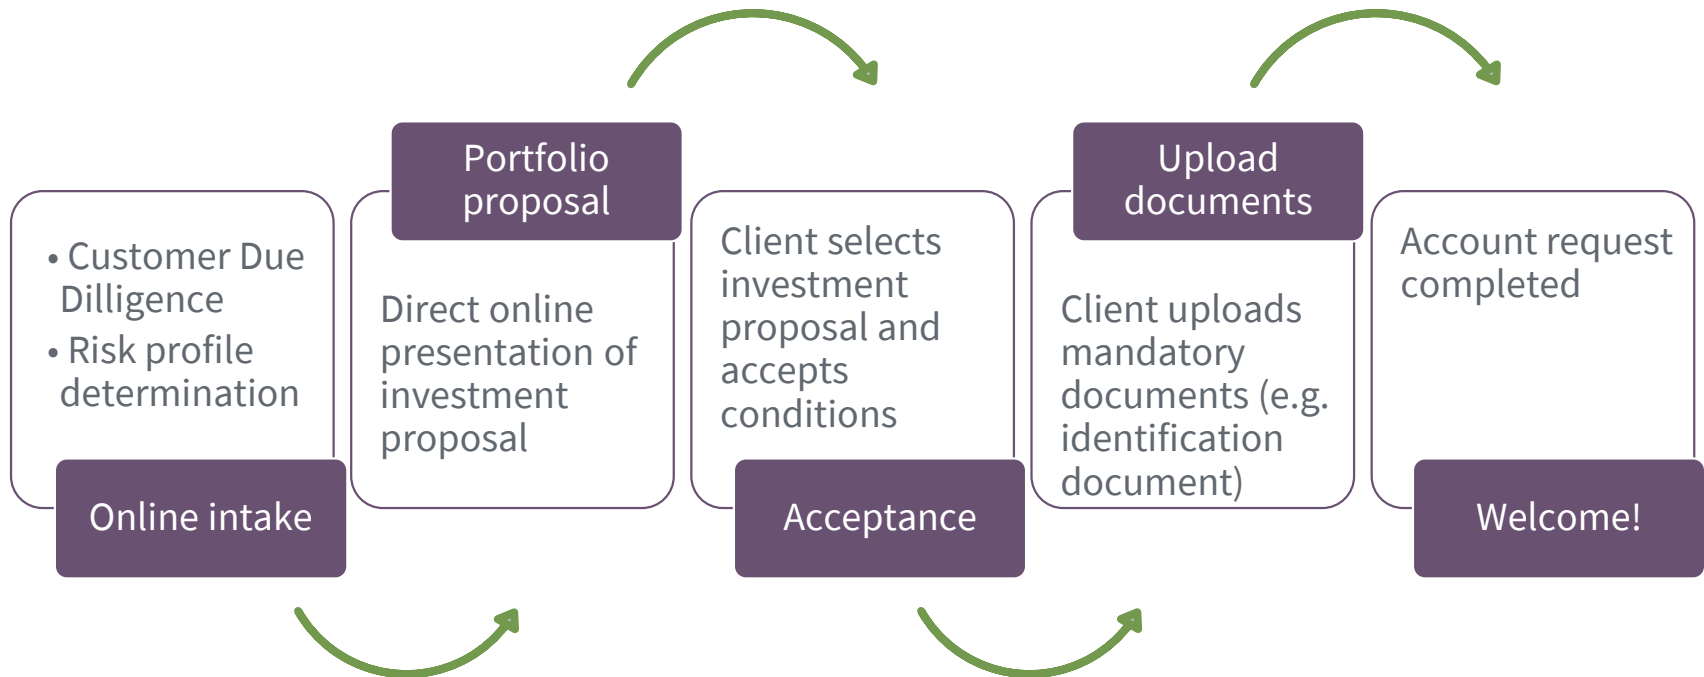 • Customer Due
Dilligence
• Risk profile
determination
Online intake
Portfolio
proposal
Direct online
presentation of
investment
proposal
Client selects
investment
proposal and
accepts
conditions
Acceptance
Upload
documents
Client uploads
mandatory
documents (e.g.
identification
document)
Account request
completed
Welcome!